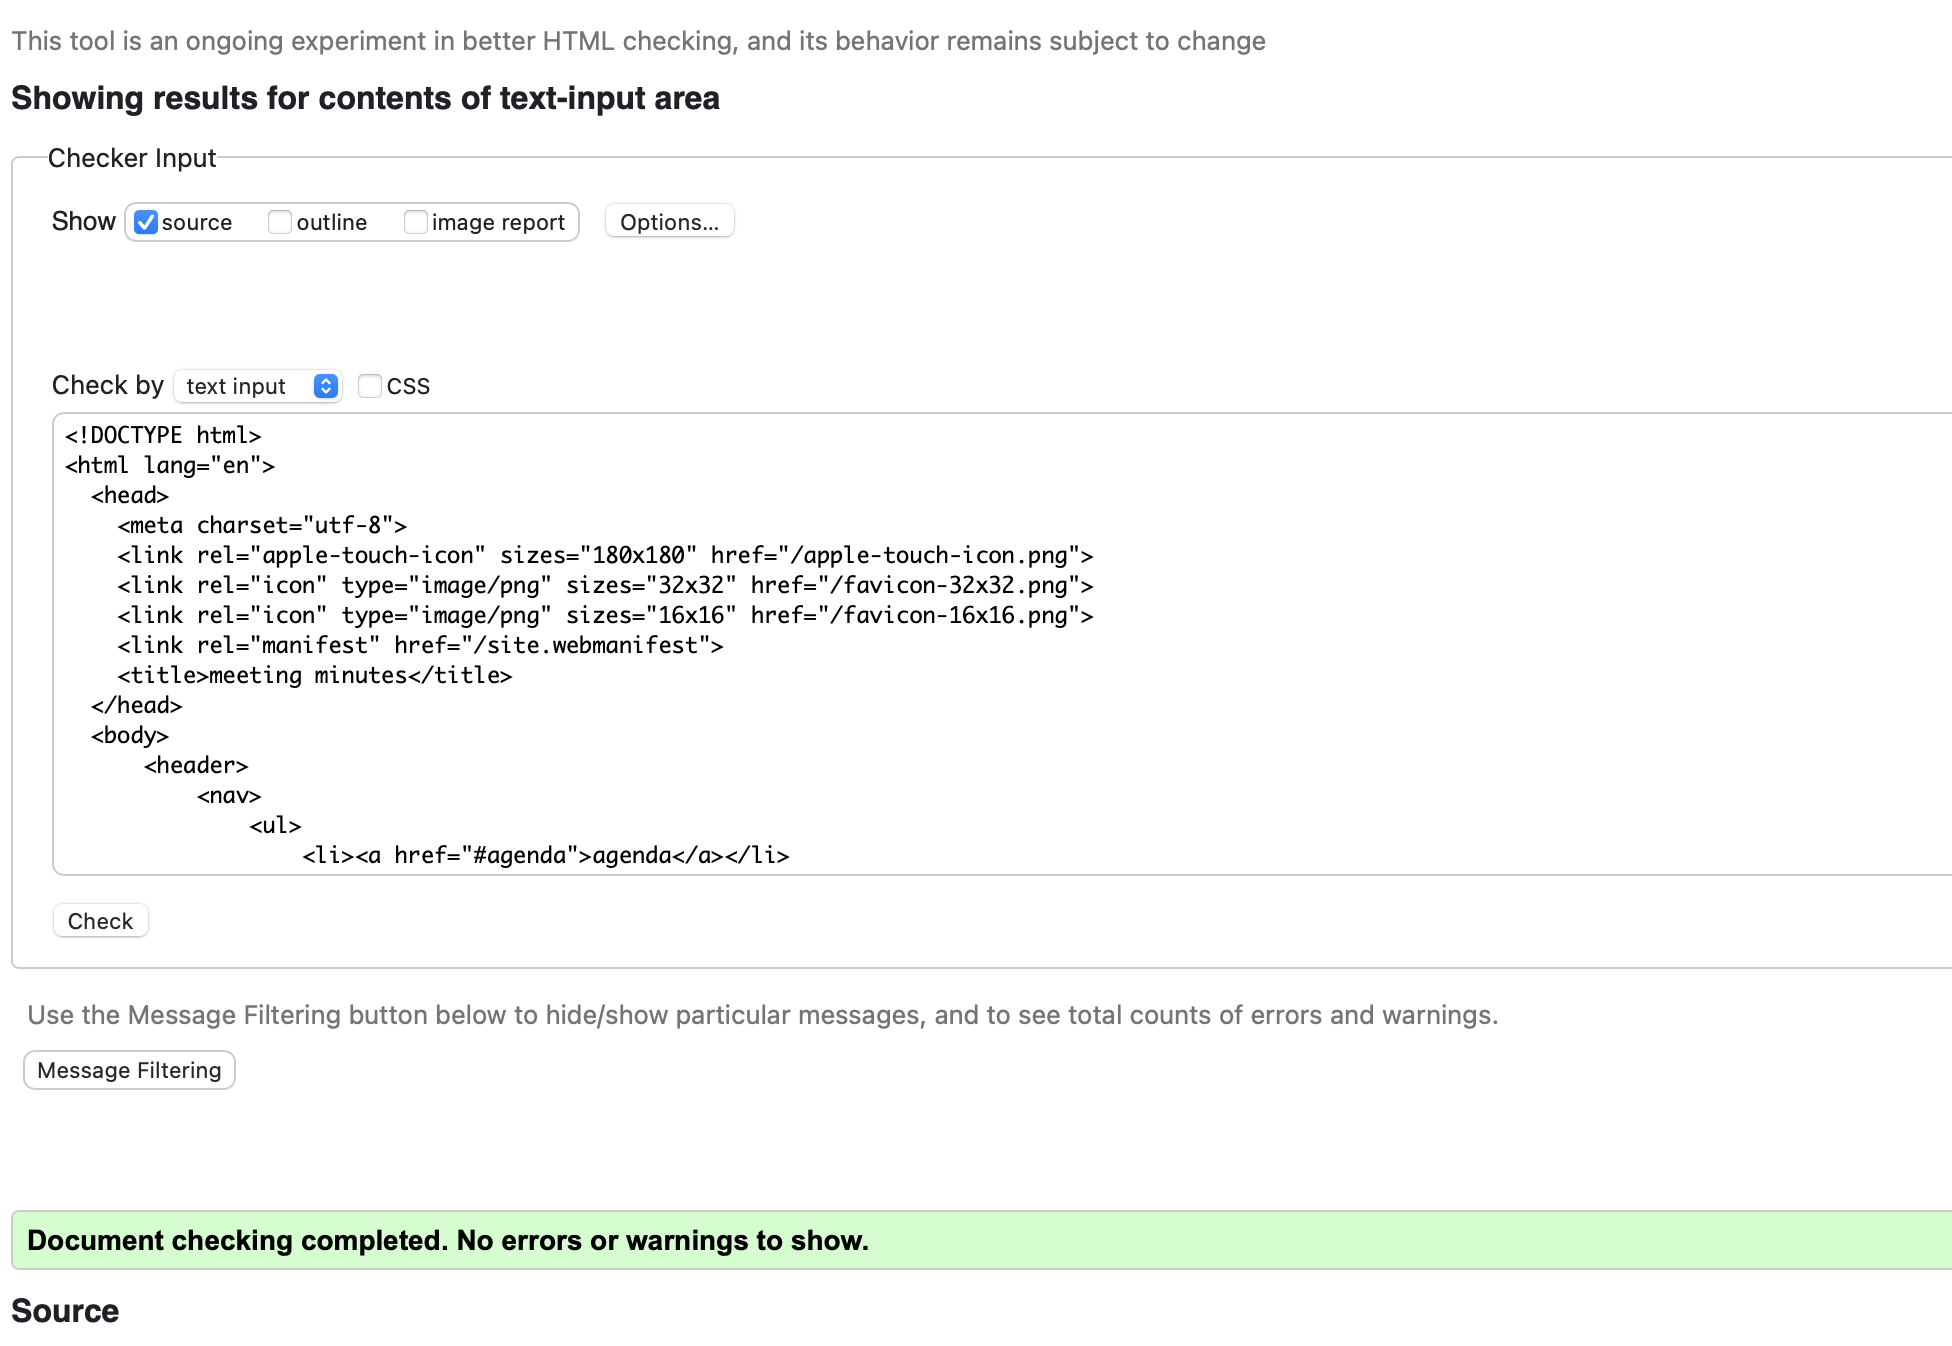 This tool is an ongoing experiment in better HTML checking, and its behavior remains subject to change
Showing results for contents of text-input area
Checker Input
Show source outline image report Options...
Check by text input CSS
<!DOCTYPE html>
<html lang="en">
  <head>
    <meta charset="utf-8">
    <link rel="apple-touch-icon" sizes="180x180" href="/apple-touch-icon.png">
    <link rel="icon" type="image/png" sizes="32x32" href="/favicon-32x32.png">
    <link rel="icon" type="image/png" sizes="16x16" href="/favicon-16x16.png">
    <link rel="manifest" href="/site.webmanifest">
    <title>meeting minutes</title>
  </head>
  <body>
      <header>
          <nav>
              <ul>
                  <li><a href="#agenda">agenda</a></li>
Check
Use the Message Filtering button below to hide/show particular messages, and to see total counts of errors and warnings.
Message Filtering
Document checking completed. No errors or warnings to show.
Source